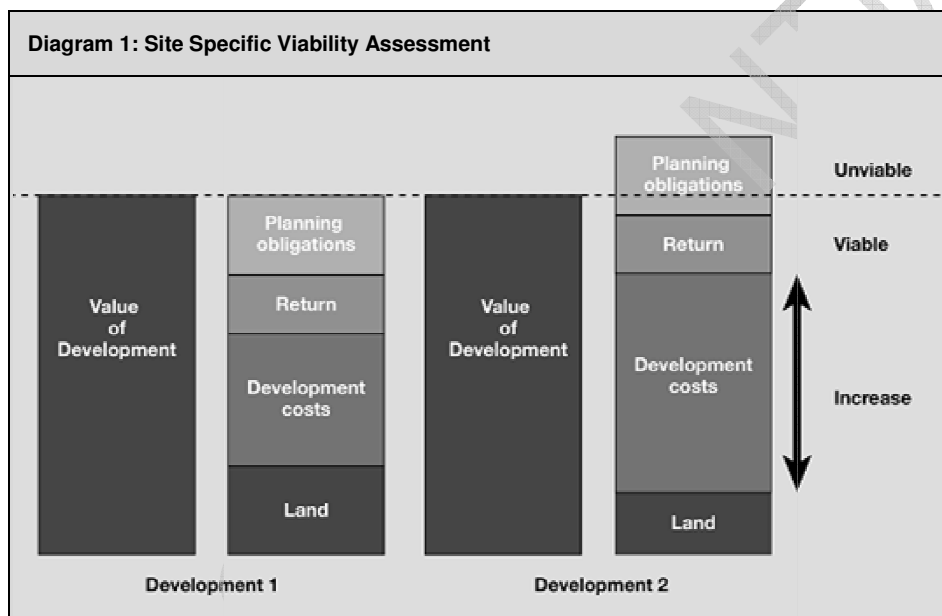 Diagram 1: Site Specific Viability Assessment
Planning
obligations
Unviable
Planning
obligations
Return
Viable
Value
of
Development
Return
Value
of
Development
Development
costs
Development
costs
Increase
Land
Land
Development 1
Development 2